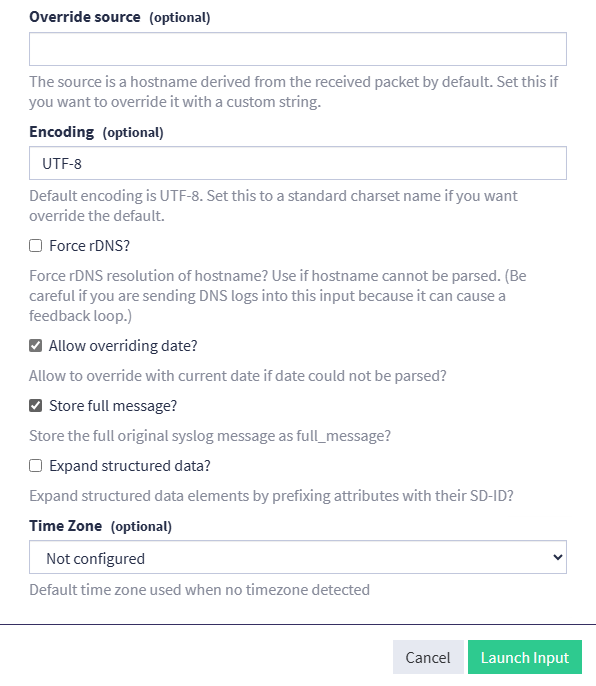 Override source (optional)
The source is a hostname derived from the received packet by default. Set this if
you want to override it with a custom string.
Encoding (optional)
UTF-8
Default encoding is UTF-8. Set this to a standard charset name if you want
override the default.
Force rDNS?
Force rDNS resolution of hostname? Use if hostname cannot be parsed. (Be
careful if you are sending DNS logs into this input because it can cause a
feedback loop.)
Allow overriding date?
Allow to override with current date if date could not be parsed?
Store full message?
Store the full original syslog message as full_message?
Expand structured data?
Expand structured data elements by prefixing attributes with their SD-ID?
Time Zone (optional)
Not configured
Default time zone used when no timezone detected
Cancel Launch Input